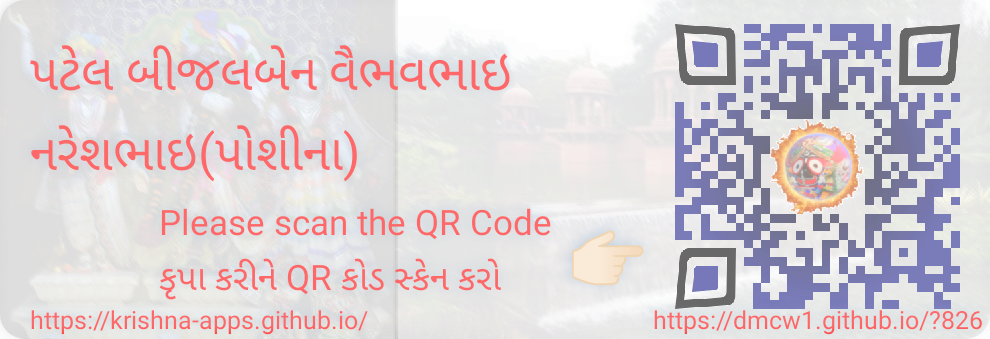 પટેલ બીજલબેન વૈભવભાઇ
નરેશભાઇ(પોશીના)
Please scan the QR Code
કૃપા કરીને QR કોડ સ્કેન કરો
https://krishna-apps.github.io/
https://dmcw1.github.io/?826